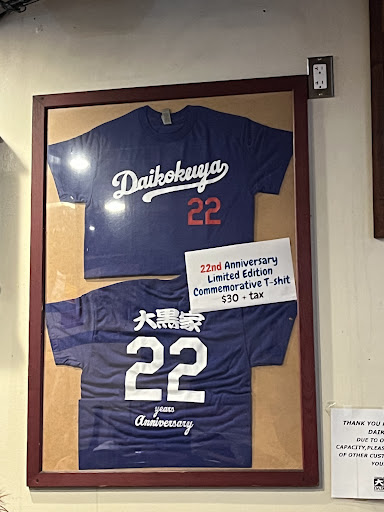 Daikokuya
22
22nd Anniversary
Limited Edition
Commemorative T-shit
$30 + tax
大黒家
22
years
Anniversary
THANK YOU
DAIK
DUE TO O
CAPACITY, PLEASE
OF OTHER CUST
YOU